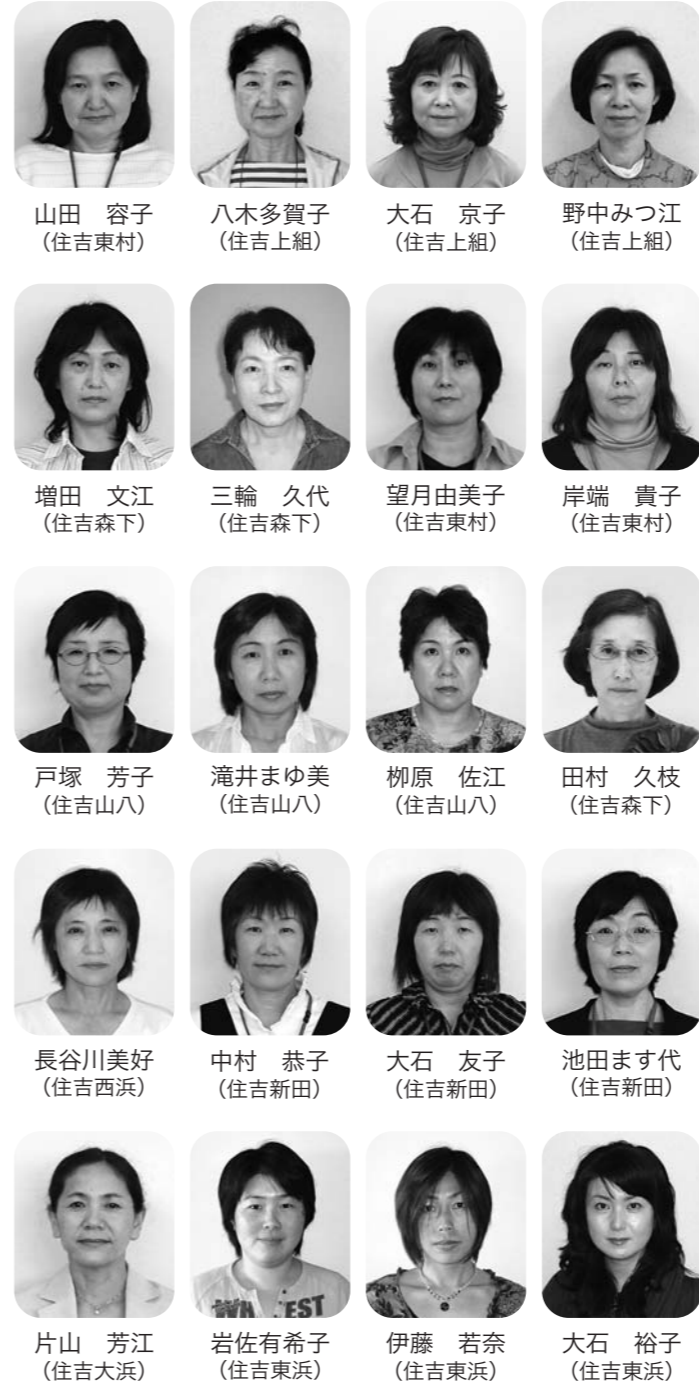 山田　容子
（住吉東村）
八木多賀子
（住吉上組）
大石　京子
（住吉上組）
野中みつ江
（住吉上組）
増田　文江
（住吉森下）
三輪　久代
（住吉森下）
望月由美子
（住吉東村）
岸端　貴子
（住吉東村）
戸塚　芳子
（住吉山八）
滝井まゆ美
（住吉山八）
栁原　佐江
（住吉山八）
田村　久枝
（住吉森下）
長谷川美好
（住吉西浜）
中村　恭子
（住吉新田）
大石　友子
（住吉新田）
池田ます代
（住吉新田）
片山　芳江
（住吉大浜）
岩佐有希子
（住吉東浜）
伊藤　若奈
（住吉東浜）
大石　裕子
（住吉東浜）